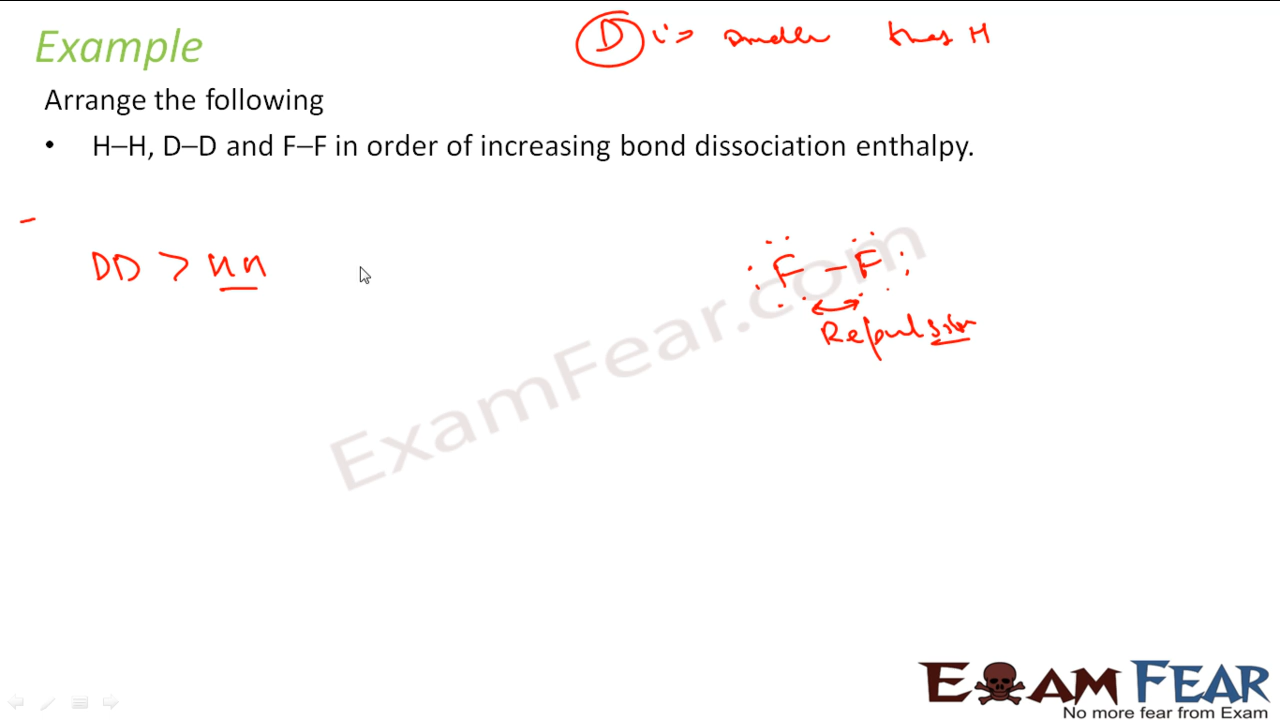 D is smaller than H
Example
Arrange the following
• H–H, D–D and F–F in order of increasing bond dissociation enthalpy.
DD > HH
F – F
Repulsion
ExamFear.com
EXAM FEAR
No more fear from Exam